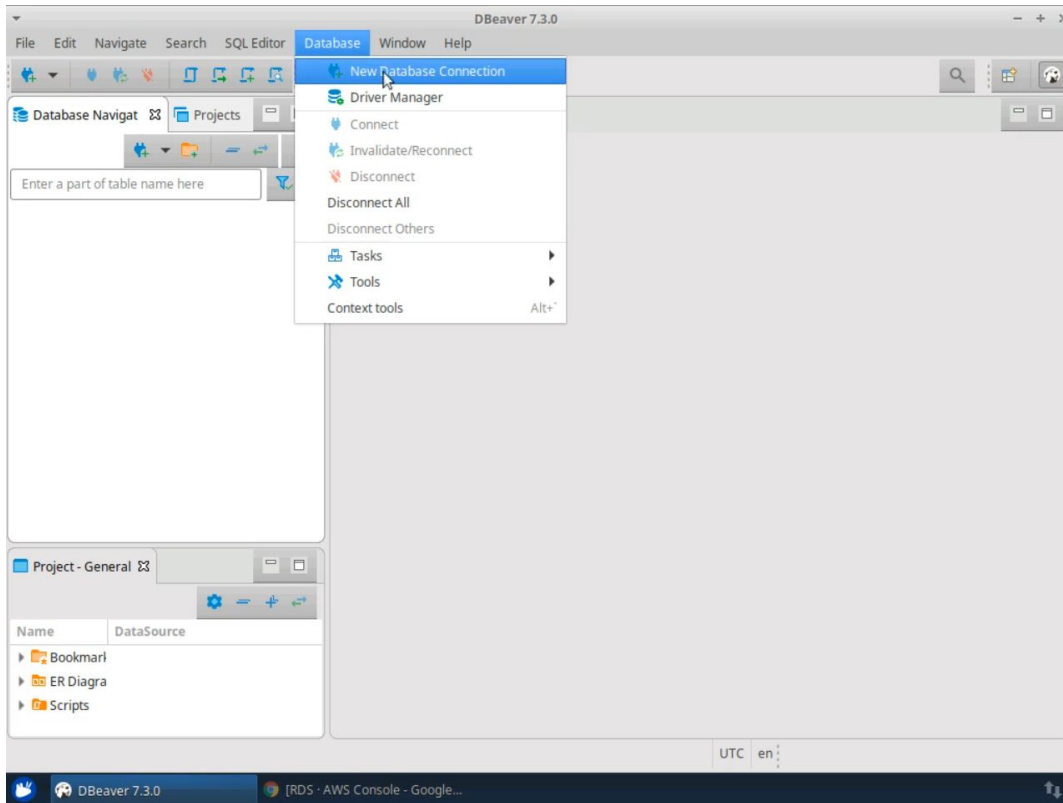 DBeaver 7.3.0
File Edit Navigate Search SQL Editor Database Window Help
New Database Connection
Driver Manager
Database Navigat Projects
Connect
Invalidate/Reconnect
Enter a part of table name here
Disconnect
Disconnect All
Disconnect Others
Tasks
Tools
Context tools Alt+`
Project - General
Name DataSource
Bookmark
ER Diagra
Scripts
UTC en
DBeaver 7.3.0 [RDS · AWS Console - Google...